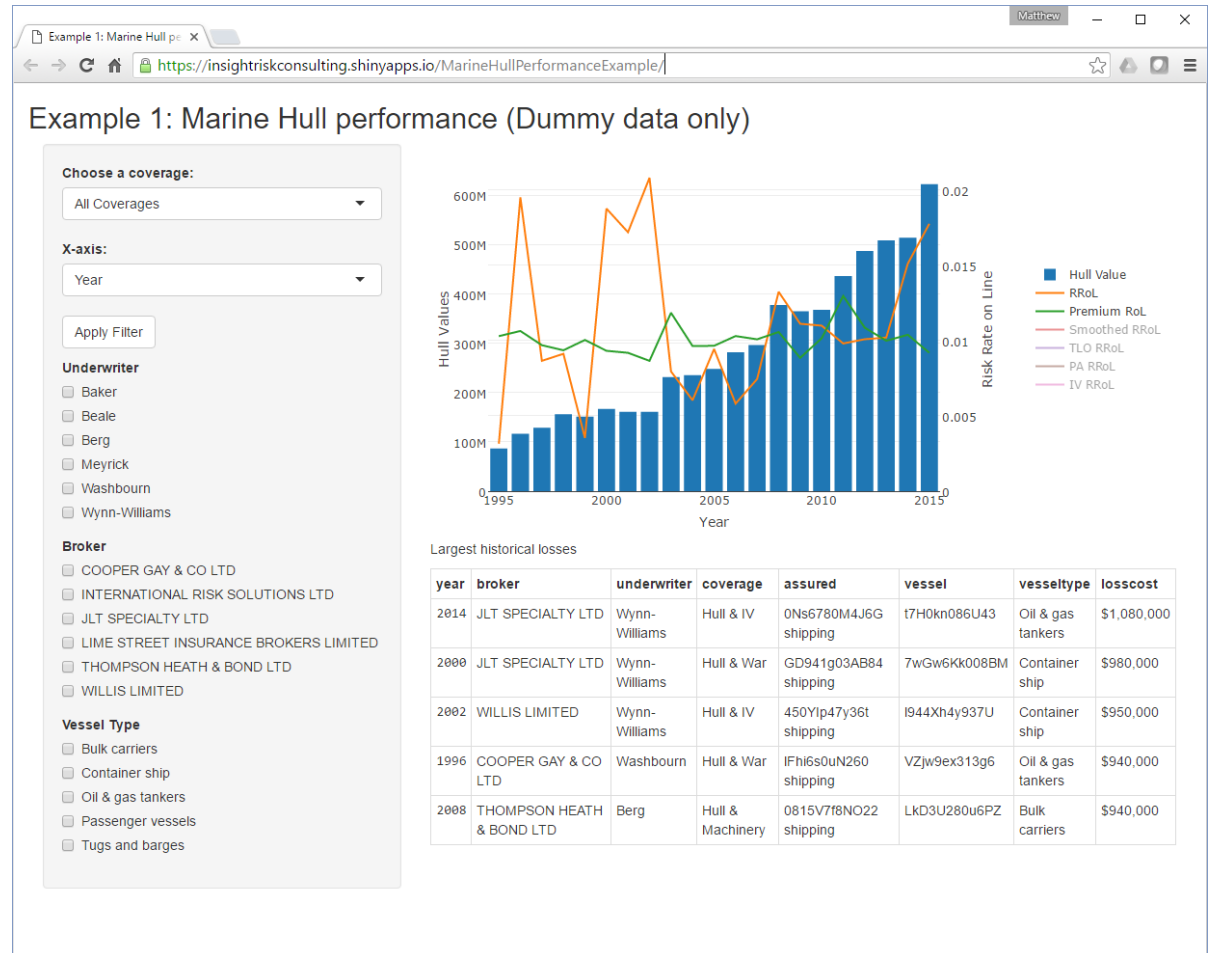 Matthew
Example 1: Marine Hull pe
https://insightriskconsulting.shinyapps.io/MarineHullPerformanceExample/
Example 1: Marine Hull performance (Dummy data only)
Choose a coverage:
All Coverages
X-axis:
Year
Apply Filter
Underwriter
Baker
Beale
Berg
Meyrick
Washbourn
Wynn-Williams
Broker
COOPER GAY & CO LTD
INTERNATIONAL RISK SOLUTIONS LTD
JLT SPECIALTY LTD
LIME STREET INSURANCE BROKERS LIMITED
THOMPSON HEATH & BOND LTD
WILLIS LIMITED
Vessel Type
Bulk carriers
Container ship
Oil & gas tankers
Passenger vessels
Tugs and barges
600M
500M
400M
300M
200M
100M
0
Hull Values
0.02
0.015
0.01
0.005
0
Risk Rate on Line
1995 2000 2005 2010 2015
Year
Hull Value
RRoL
Premium RoL
Smoothed RRoL
TLO RRoL
PA RRoL
IV RRoL
Largest historical losses
year broker underwriter coverage assured vessel vesseltype losscost
2014 JLT SPECIALTY LTD Wynn- Hull & IV 0Ns6780M4J6G t7H0kn086U43 Oil & gas $1,080,000
Williams shipping tankers
2000 JLT SPECIALTY LTD Wynn- Hull & War GD941g03AB84 7wGw6Kk008BM Container $980,000
Williams shipping ship
2002 WILLIS LIMITED Wynn- Hull & IV 450YIp47y36t I944Xh4y937U Container $950,000
Williams shipping ship
1996 COOPER GAY & CO Washbourn Hull & War IFhi6s0uN260 VZjw9ex313g6 Oil & gas $940,000
LTD shipping tankers
2008 THOMPSON HEATH Berg Hull & 0815V7f8NO22 LkD3U280u6PZ Bulk $940,000
& BOND LTD Machinery shipping carriers